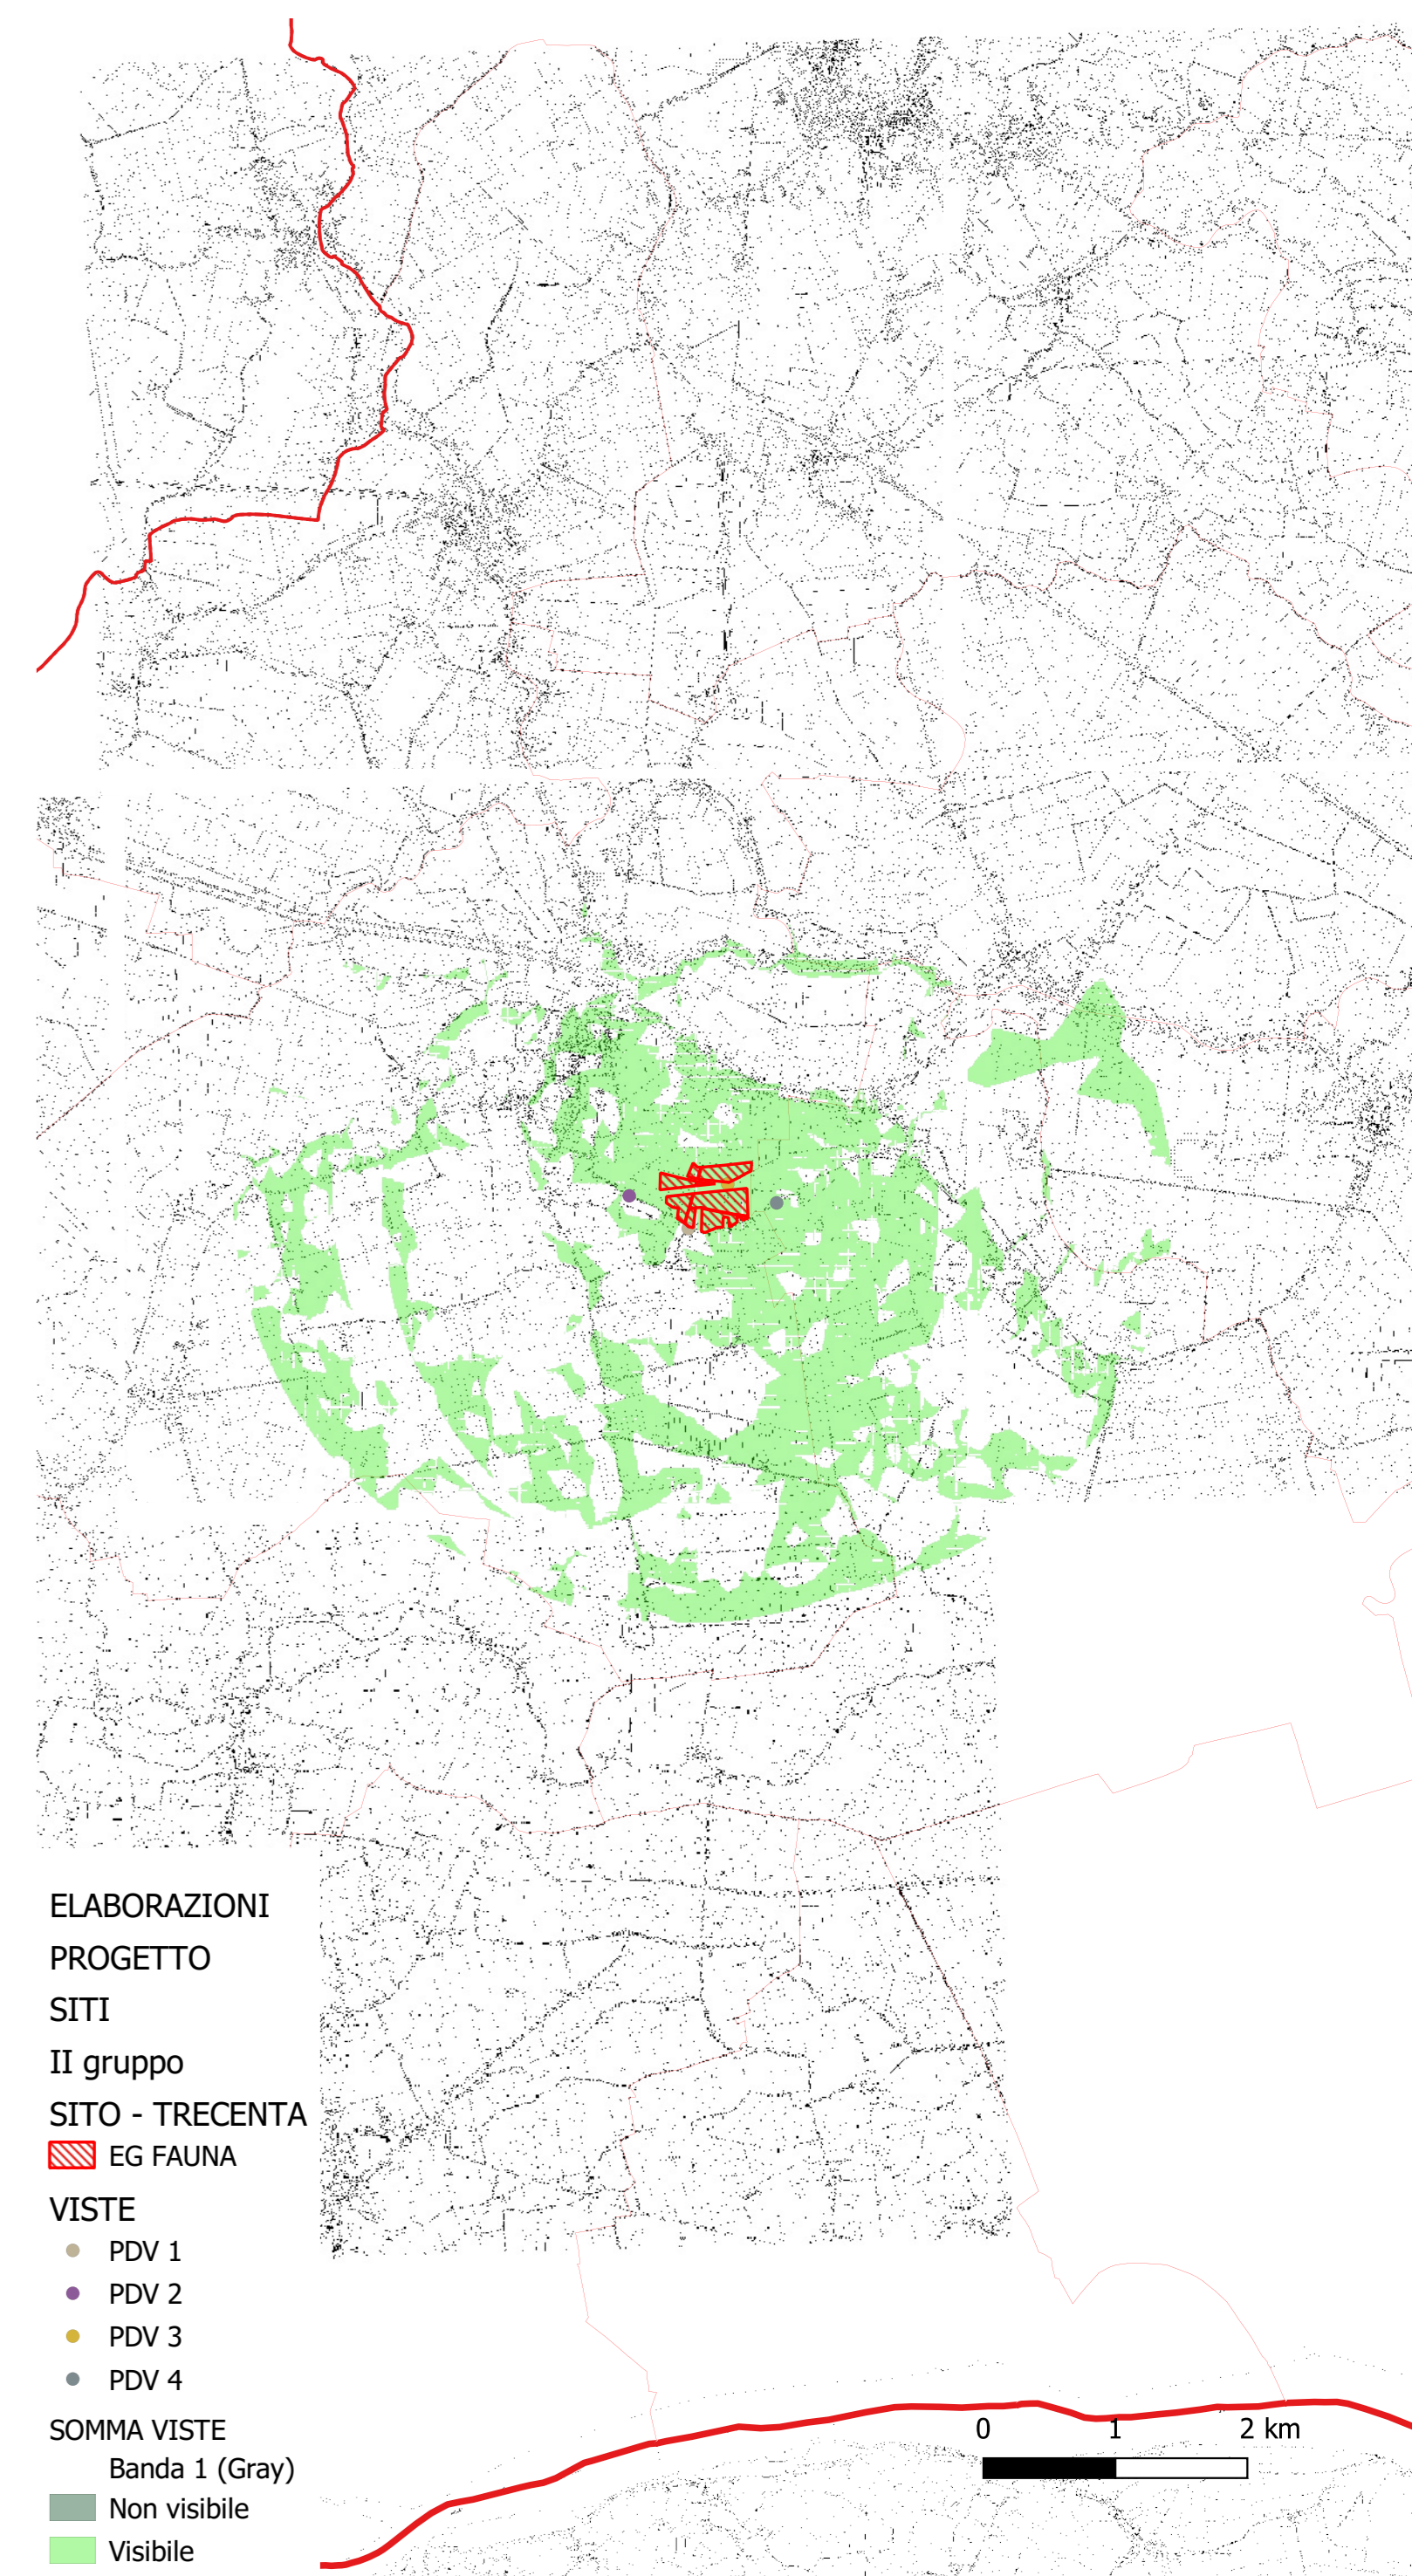 ELABORAZIONI
PROGETTO
SITI
II gruppo
SITO - TRECENTA
EG FAUNA
VISTE
PDV 1
PDV 2
PDV 3
PDV 4
SOMMA VISTE
Banda 1 (Gray)
Non visibile
Visibile
0 1 2 km